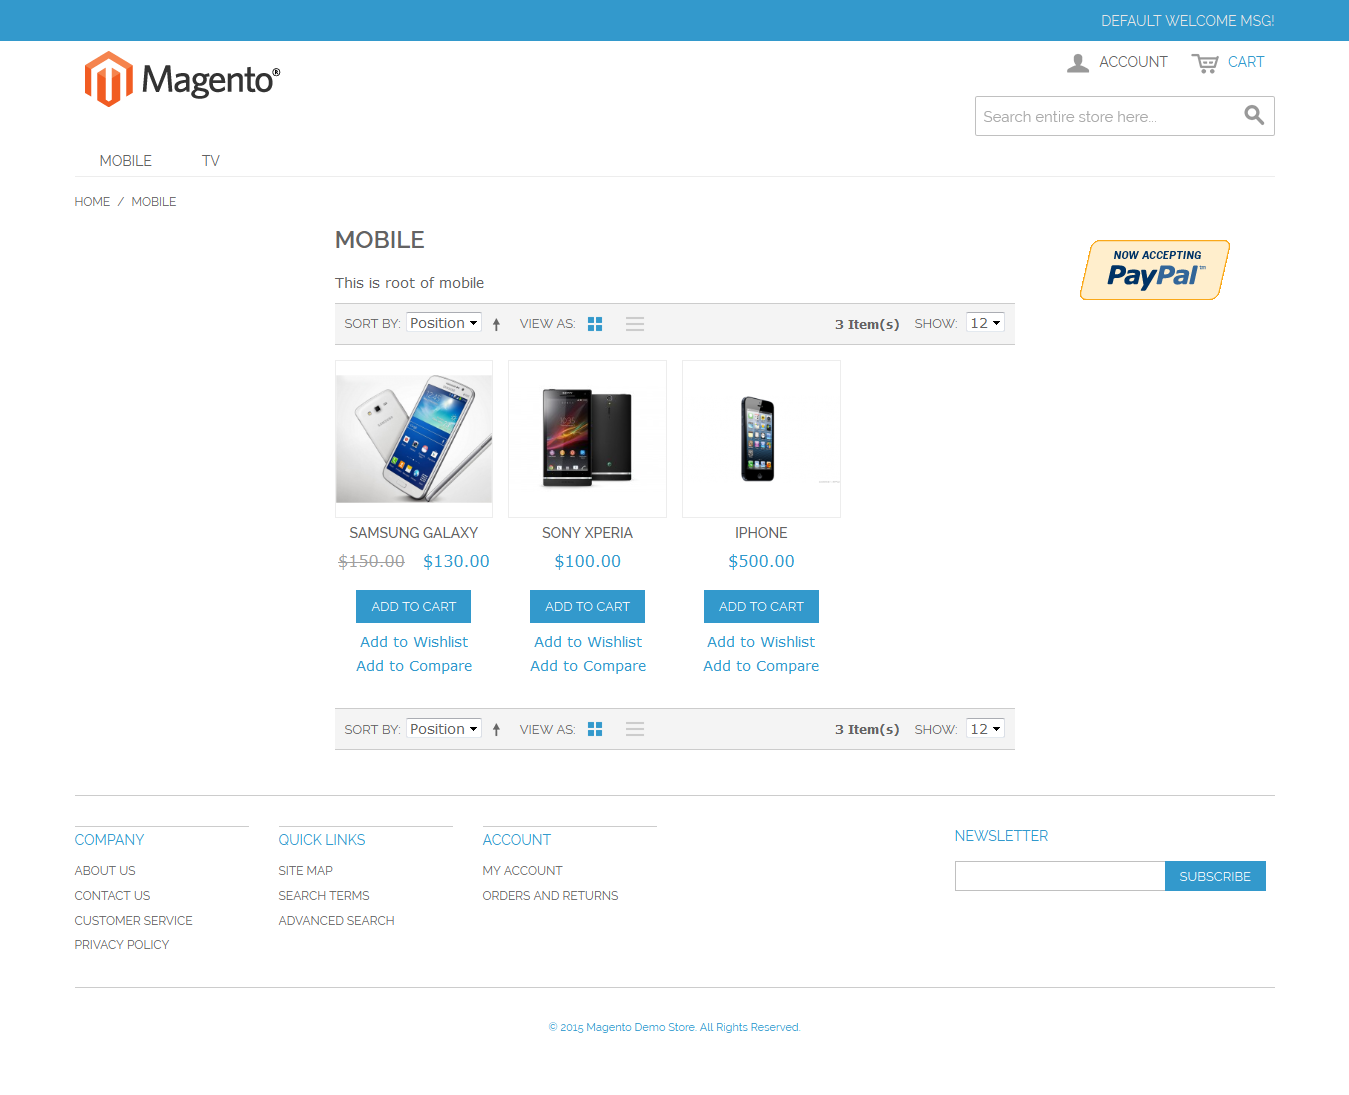 DEFAULT WELCOME MSG!
Magento®
ACCOUNT CART
Search entire store here...
MOBILE TV
HOME / MOBILE
MOBILE
NOW ACCEPTING
PayPal™
This is root of mobile
SORT BY: Position VIEW AS: 3 Item(s) SHOW: 12
SAMSUNG GALAXY
$150.00 $130.00
ADD TO CART
Add to Wishlist
Add to Compare
SONY XPERIA
$100.00
ADD TO CART
Add to Wishlist
Add to Compare
IPHONE
$500.00
ADD TO CART
Add to Wishlist
Add to Compare
SORT BY: Position VIEW AS: 3 Item(s) SHOW: 12
COMPANY
ABOUT US
CONTACT US
CUSTOMER SERVICE
PRIVACY POLICY
QUICK LINKS
SITE MAP
SEARCH TERMS
ADVANCED SEARCH
ACCOUNT
MY ACCOUNT
ORDERS AND RETURNS
NEWSLETTER
SUBSCRIBE
© 2015 Magento Demo Store. All Rights Reserved.